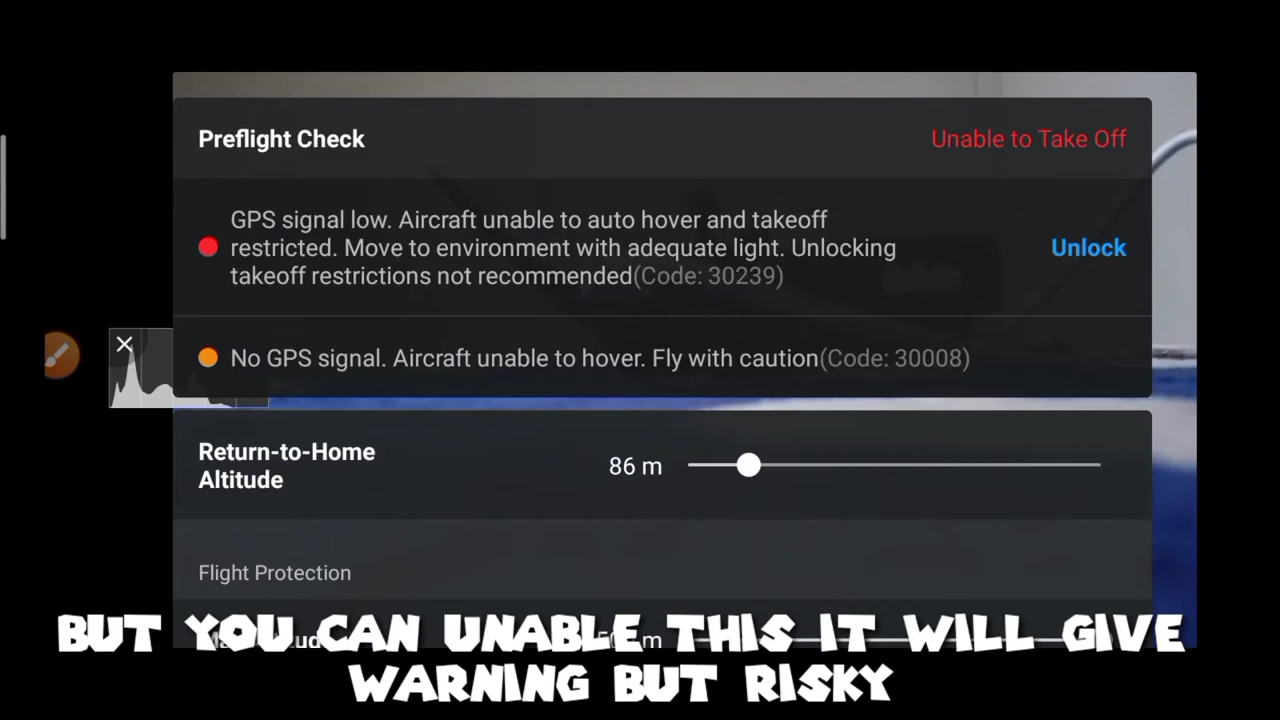 Preflight Check
Unable to Take Off
GPS signal low. Aircraft unable to auto hover and takeoff
restricted. Move to environment with adequate light. Unlocking
takeoff restrictions not recommended(Code: 30239)
Unlock
No GPS signal. Aircraft unable to hover. Fly with caution(Code: 30008)
Return-to-Home
Altitude
86 m
Flight Protection
BUT YOU CAN UNABLE THIS IT WILL GIVE
WARNING BUT RISKY